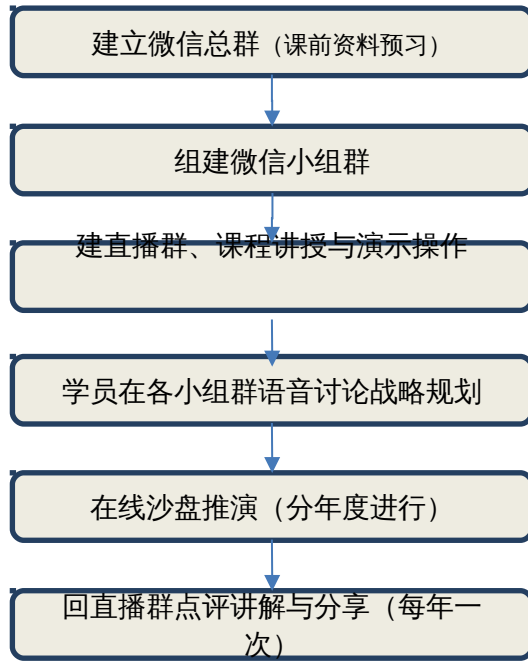 建立微信总群（课前资料预习）
组建微信小组群
建直播群、课程讲授与演示操作
学员在各小组群语音讨论战略规划
在线沙盘推演（分年度进行）
回直播群点评讲解与分享（每年一
次）